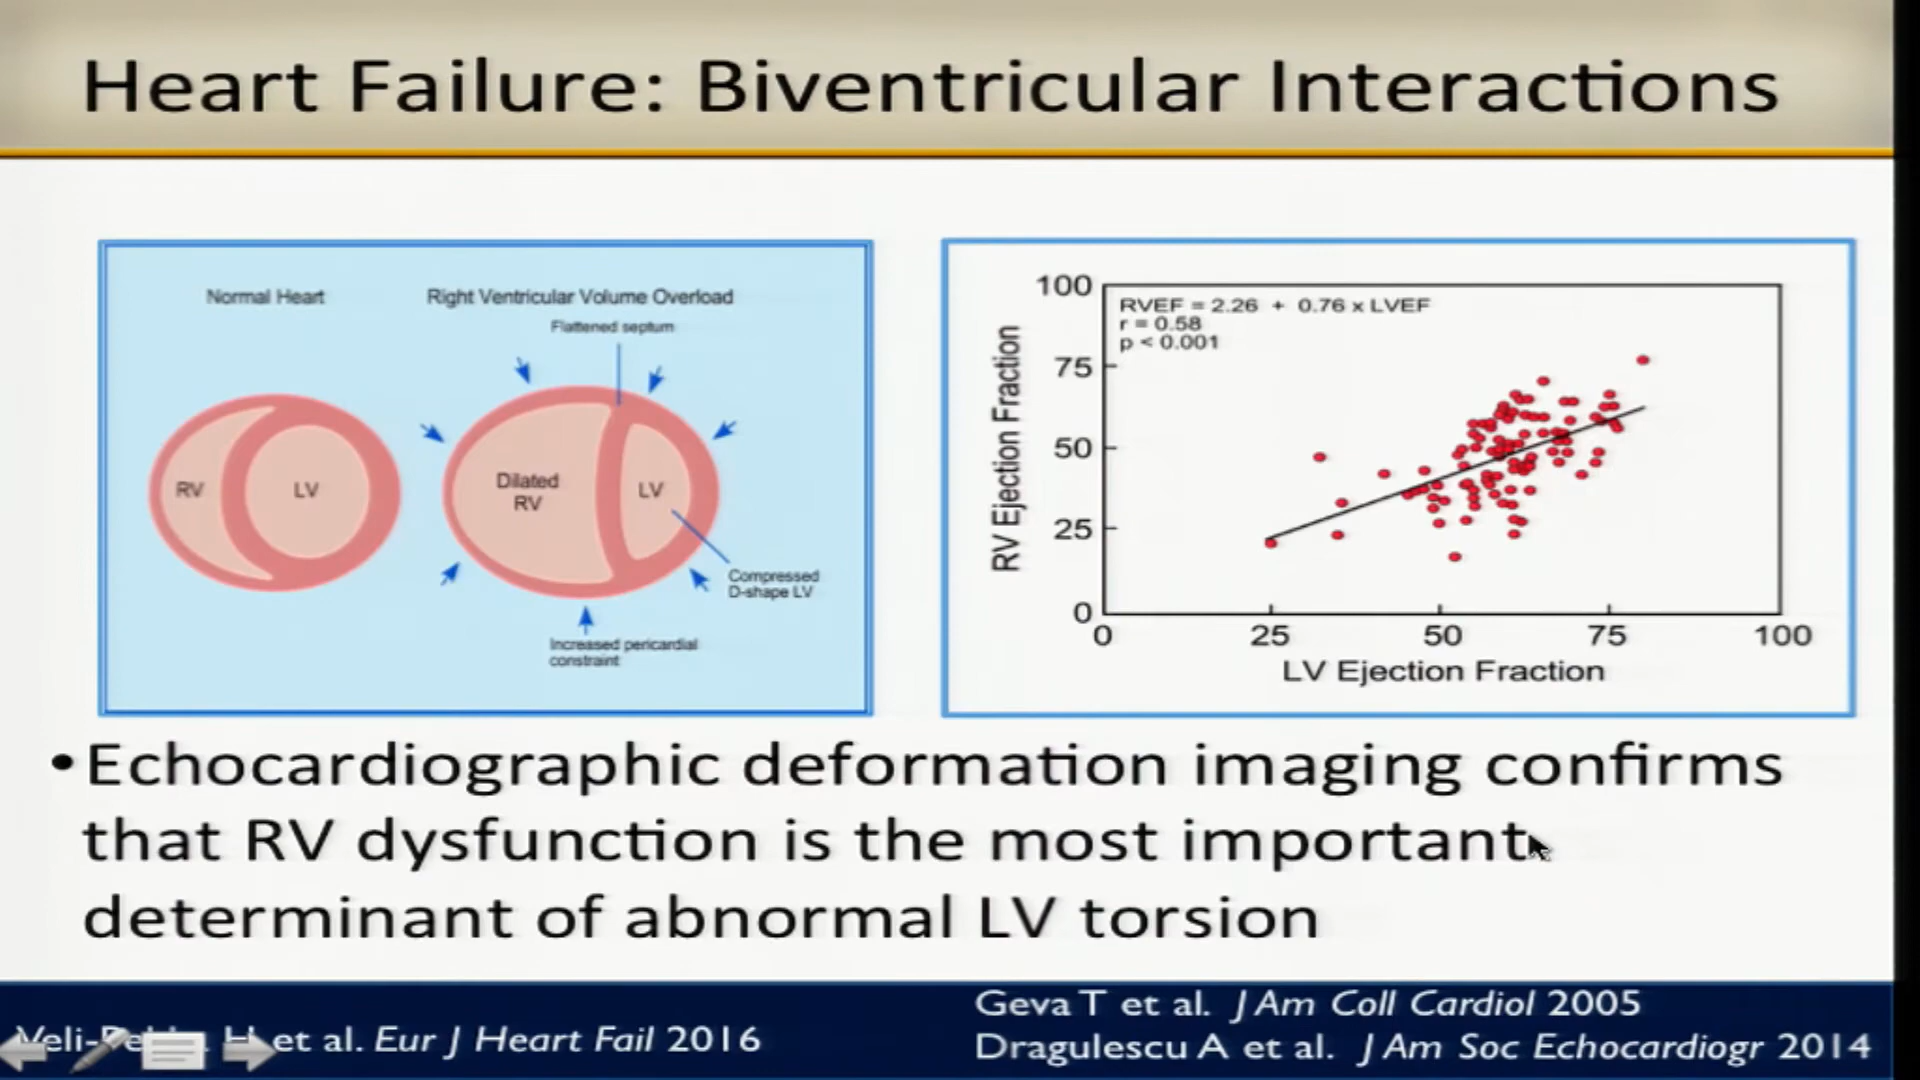 Heart Failure: Biventricular Interactions
Normal Heart
Right Ventricular Volume Overload
Flattened septum
RV
LV
Dilated
RV
LV
Compressed
D-shape LV
Increased pericardial
constraint
RVEF = 2.26 + 0.76 x LVEF
r = 0.58
p < 0.001
RV Ejection Fraction
100
75
50
25
0
0 25 50 75 100
LV Ejection Fraction
•Echocardiographic deformation imaging confirms
that RV dysfunction is the most important
determinant of abnormal LV torsion
et al. Eur J Heart Fail 2016
Geva T et al. J Am Coll Cardiol 2005
Dragulescu A et al. J Am Soc Echocardiogr 2014